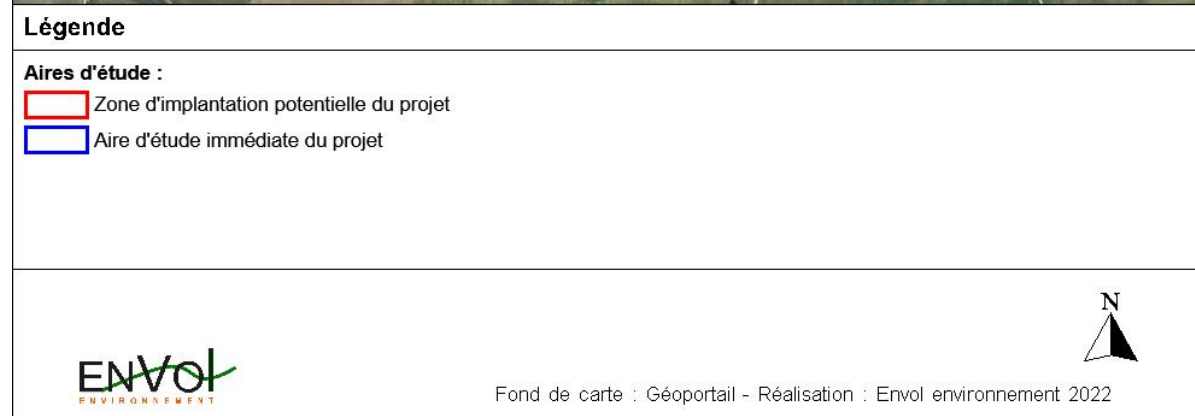 Légende
Aires d'étude :
Zone d'implantation potentielle du projet
Aire d'étude immédiate du projet
N
ENVOl
ENVIRONNEMENT
Fond de carte : Géoportail - Réalisation : Envol environnement 2022